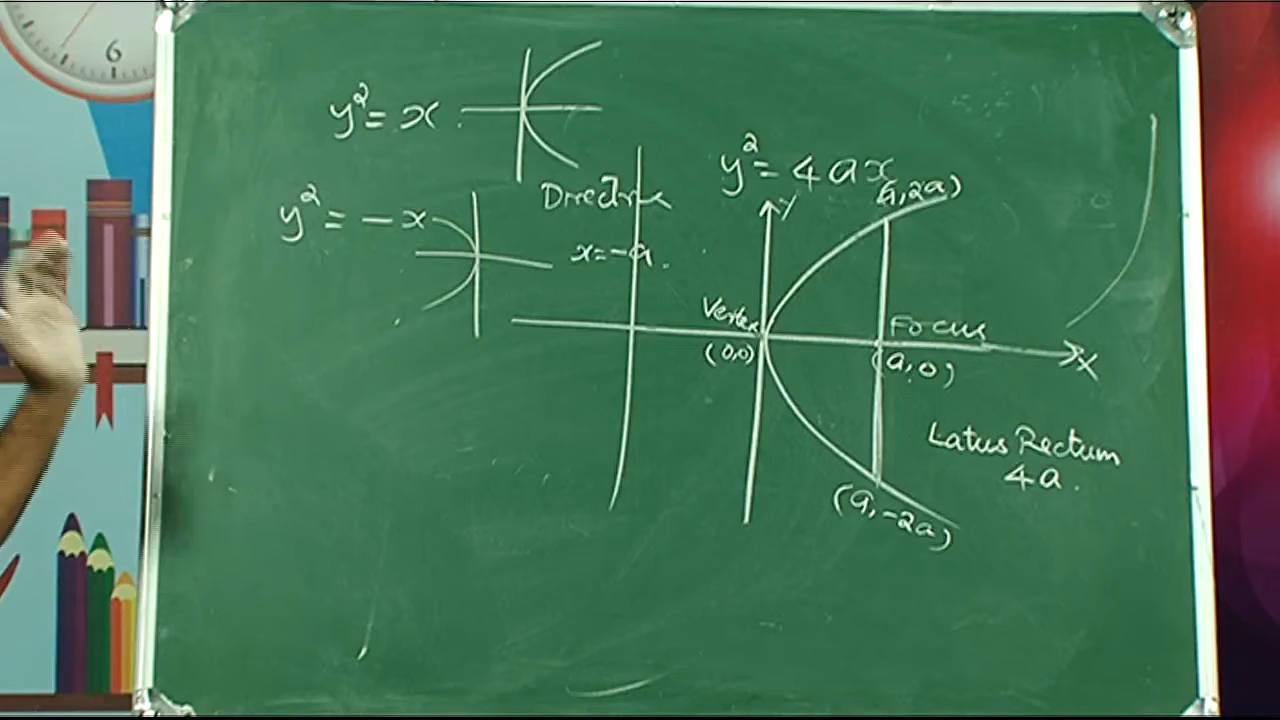 6
y² = x
y² = -x
Directrix
x=-a.
y² = 4ax
Y
(a,2a)
Vertex
(0,0)
Focus
(a,0)
X
Latus Rectum
4a.
(a,-2a)